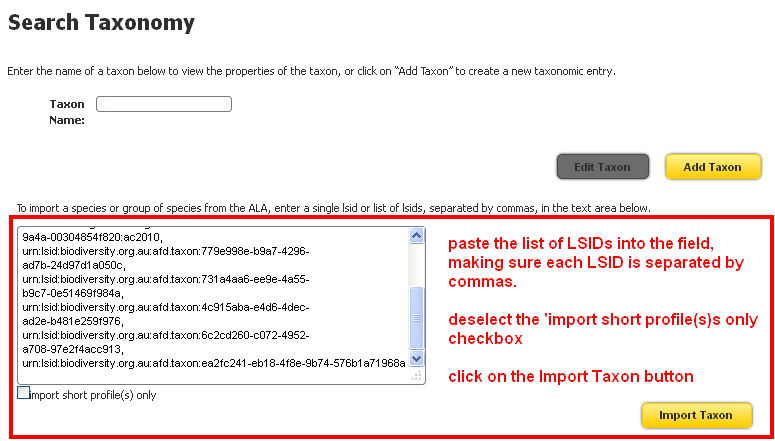 Search Taxonomy
Enter the name of a taxon below to view the properties of the taxon, or click on "Add Taxon" to create a new taxonomic entry.
Taxon
Name:
Edit Taxon
Add Taxon
To import a species or group of species from the ALA, enter a single lsid or list of lsids, separated by commas, in the text area below.
9a4a-00304854f820:ac2010,
urn:lsid:biodiversity.org.au:afd.taxon:779e998e-b9a7-4296-
ad7b-24d97d1a050c,
urn:lsid:biodiversity.org.au:afd.taxon:731a4aa6-ee9e-4a55-
b9c7-0e51469f984a,
urn:lsid:biodiversity.org.au:afd.taxon:4c915aba-e4d6-4dec-
ad2e-b481e259f976,
urn:lsid:biodiversity.org.au:afd.taxon:6c2cd260-c072-4952-
a708-97e2f4acc913,
urn:lsid:biodiversity.org.au:afd.taxon:ea2fc241-eb18-4f8e-9b74-576b1a71968a
import short profile(s) only
paste the list of LSIDs into the field,
making sure each LSID is separated by
commas.
deselect the 'import short profile(s)s only
checkbox
click on the Import Taxon button
Import Taxon